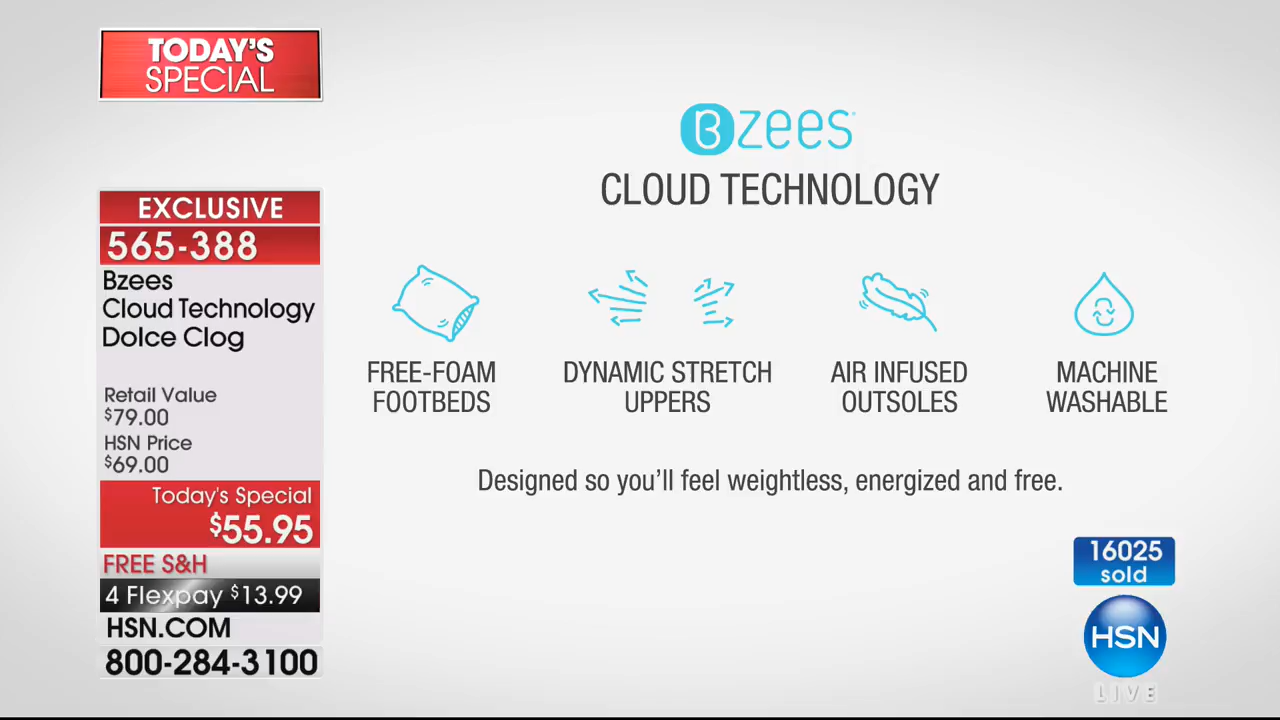 TODAY'S
SPECIAL
EXCLUSIVE
565-388
Bzees
Cloud Technology
Dolce Clog
Retail Value
$79.00
HSN Price
$69.00
Today's Special
$55.95
FREE S&H
4 Flexpay $13.99
HSN.COM
800-284-3100
Bzees
CLOUD TECHNOLOGY
FREE-FOAM
FOOTBEDS
DYNAMIC STRETCH
UPPERS
AIR INFUSED
OUTSOLES
MACHINE
WASHABLE
Designed so you'll feel weightless, energized and free.
16025
sold
HSN
LIVE